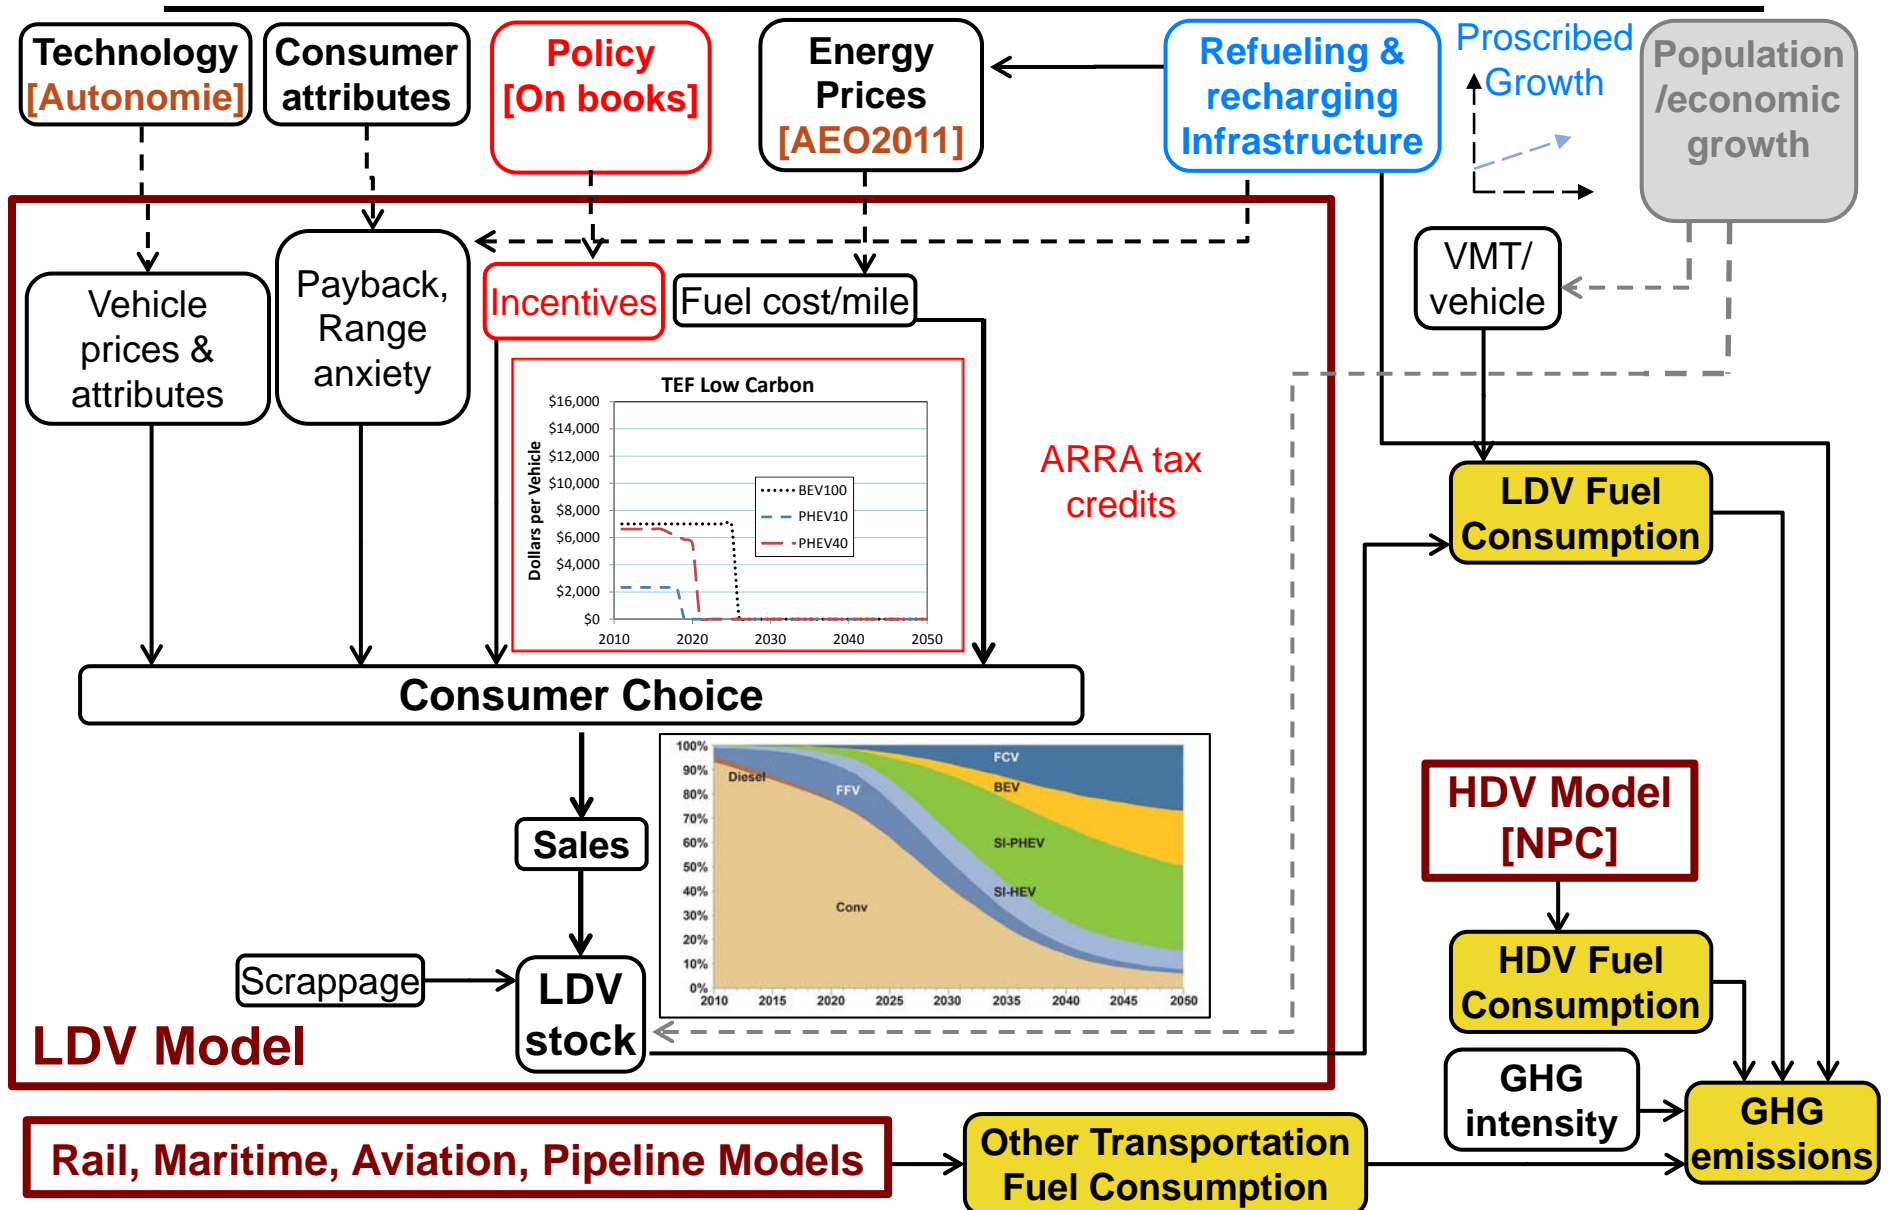 Technology
[Autonomie]
Consumer
attributes
Policy
[On books]
Energy
Prices
[AEO2011]
Refueling &
recharging
Infrastructure
Proscribed
Growth
Population
/economic
growth
Vehicle
prices &
attributes
Payback,
Range
anxiety
Incentives
Fuel cost/mile
VMT/
vehicle
TEF Low Carbon
Dollars per Vehicle
$16,000
$14,000
$12,000
$10,000
$8,000
$6,000
$4,000
$2,000
$0
2010 2020 2030 2040 2050
BEV100
PHEV10
PHEV40
ARRA tax
credits
LDV Fuel
Consumption
Consumer Choice
Sales
100%
90%
80%
70%
60%
50%
40%
30%
20%
10%
0%
2010 2015 2020 2025 2030 2035 2040 2045 2050
Diesel
FFV
FCV
BEV
SI-PHEV
SI-HEV
Conv
HDV Model
[NPC]
Scrappage
LDV
stock
LDV Model
HDV Fuel
Consumption
GHG
intensity
GHG
emissions
Rail, Maritime, Aviation, Pipeline Models
Other Transportation
Fuel Consumption